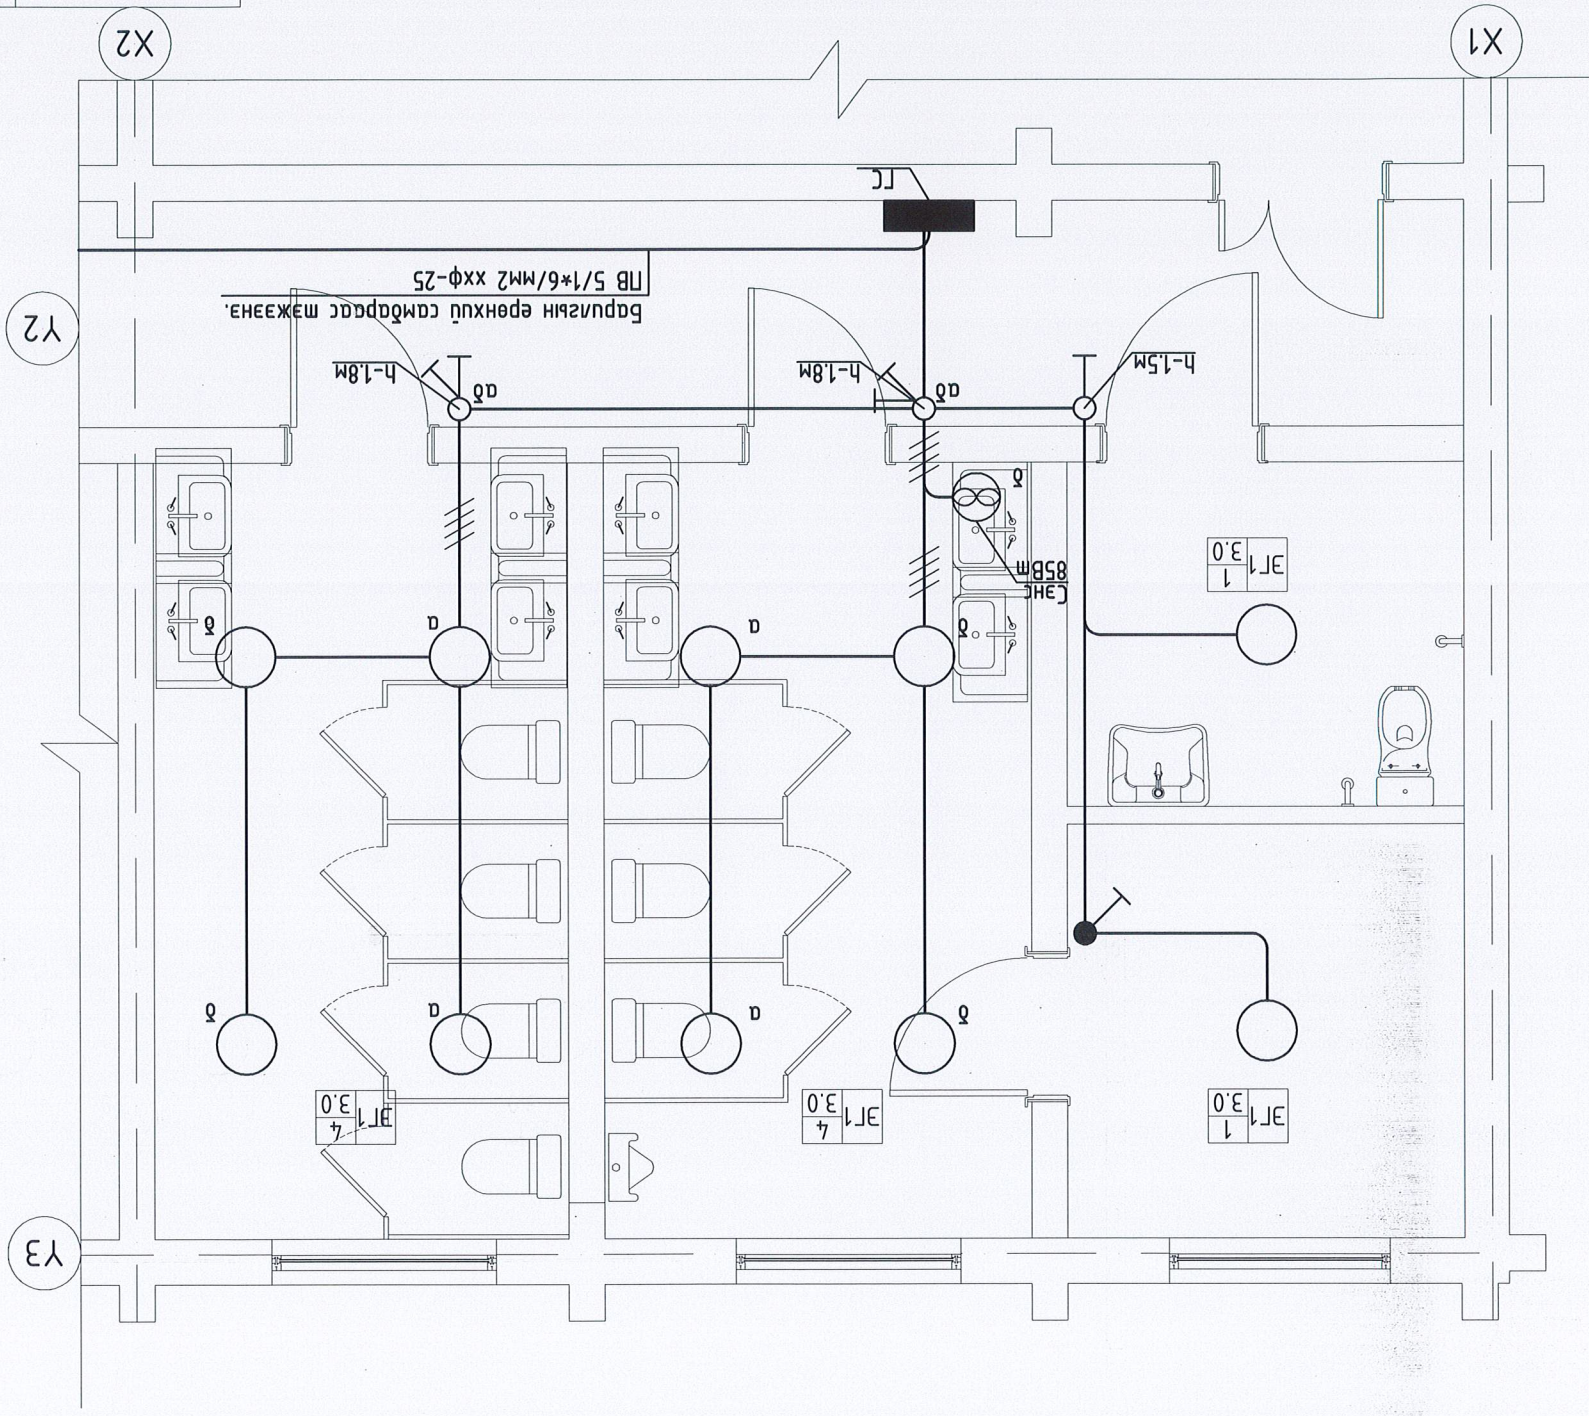 Y3
ЭГ1 1 3.0
ЭГ1 4 3.0
ЭГ1 4 3.0
б
а
а
б
б
а
а
б
Сэнс
85Вт
ЭГ1 1 3.0
б
аб
аб
h-1.5м
h-1.8м
h-1.8м
Y2
Барилгын ерөнхий самбараас тэжээнэ.
ПВ 5/1*6/мм2 ххф-25
ГС
X1
X2